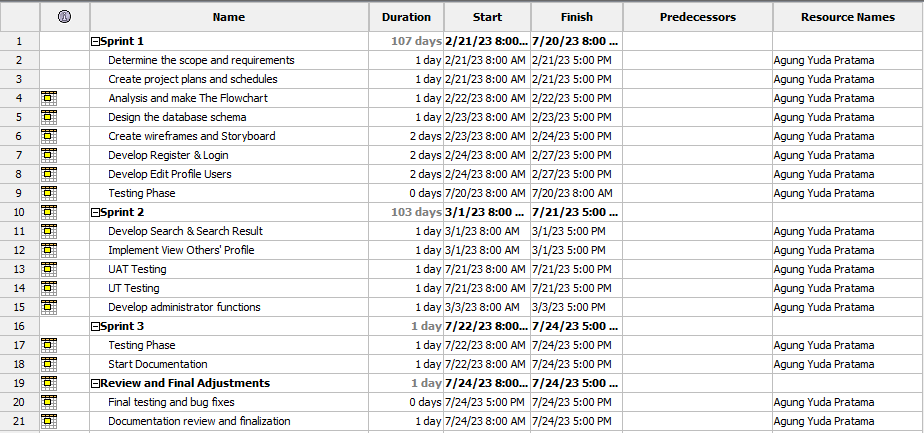 Name Duration Start Finish Predecessors Resource Names
1 Sprint 1 107 days 2/21/23 8:00... 7/20/23 8:00 ...
2 Determine the scope and requirements 1 day 2/21/23 8:00 AM 2/21/23 5:00 PM Agung Yuda Pratama
3 Create project plans and schedules 1 day 2/21/23 8:00 AM 2/21/23 5:00 PM Agung Yuda Pratama
4 Analysis and make The Flowchart 1 day 2/22/23 8:00 AM 2/22/23 5:00 PM Agung Yuda Pratama
5 Design the database schema 1 day 2/23/23 8:00 AM 2/23/23 5:00 PM Agung Yuda Pratama
6 Create wireframes and Storyboard 2 days 2/23/23 8:00 AM 2/24/23 5:00 PM Agung Yuda Pratama
7 Develop Register & Login 2 days 2/24/23 8:00 AM 2/27/23 5:00 PM Agung Yuda Pratama
8 Develop Edit Profile Users 2 days 2/24/23 8:00 AM 2/27/23 5:00 PM Agung Yuda Pratama
9 Testing Phase 0 days 7/20/23 8:00 AM 7/20/23 8:00 AM Agung Yuda Pratama
10 Sprint 2 103 days 3/1/23 8:00 ... 7/21/23 5:00 ...
11 Develop Search & Search Result 1 day 3/1/23 8:00 AM 3/1/23 5:00 PM Agung Yuda Pratama
12 Implement View Others' Profile 1 day 3/1/23 8:00 AM 3/1/23 5:00 PM Agung Yuda Pratama
13 UAT Testing 1 day 7/21/23 8:00 AM 7/21/23 5:00 PM Agung Yuda Pratama
14 UT Testing 1 day 7/21/23 8:00 AM 7/21/23 5:00 PM Agung Yuda Pratama
15 Develop administrator functions 1 day 3/3/23 8:00 AM 3/3/23 5:00 PM Agung Yuda Pratama
16 Sprint 3 1 day 7/22/23 8:00... 7/24/23 5:00 ...
17 Testing Phase 1 day 7/22/23 8:00 AM 7/24/23 5:00 PM Agung Yuda Pratama
18 Start Documentation 1 day 7/22/23 8:00 AM 7/24/23 5:00 PM Agung Yuda Pratama
19 Review and Final Adjustments 1 day 7/24/23 8:00... 7/24/23 5:00 ...
20 Final testing and bug fixes 0 days 7/24/23 5:00 PM 7/24/23 5:00 PM Agung Yuda Pratama
21 Documentation review and finalization 1 day 7/24/23 8:00 AM 7/24/23 5:00 PM Agung Yuda Pratama